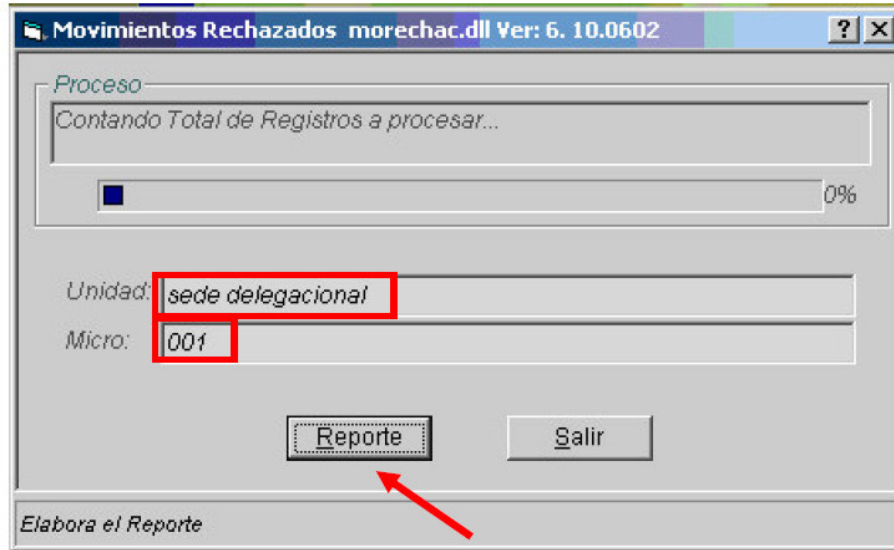 Movimientos Rechazados morechac.dll Ver: 6. 10.0602
Proceso
Contando Total de Registros a procesar...
0%
Unidad: sede delegacional
Micro: 001
Reporte Salir
Elabora el Reporte